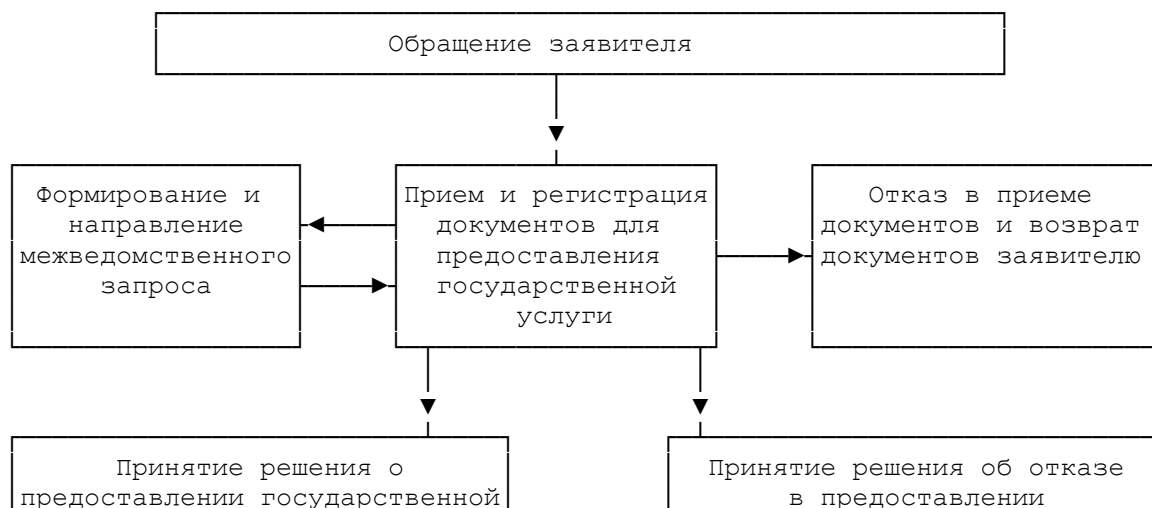 Обращение заявителя
Формирование и
направление
межведомственного
запроса
Прием и регистрация
документов для
предоставления
государственной
услуги
Отказ в приеме
документов и возврат
документов заявителю
Принятие решения о
предоставлении государственной
Принятие решения об отказе
в предоставлении